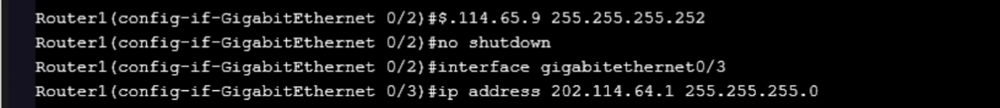 Router1(config-if-GigabitEthernet 0/2)#$.114.65.9 255.255.255.252
Router1(config-if-GigabitEthernet 0/2)#no shutdown
Router1(config-if-GigabitEthernet 0/2)#interface gigabitethernet0/3
Router1(config-if-GigabitEthernet 0/3)#ip address 202.114.64.1 255.255.255.0